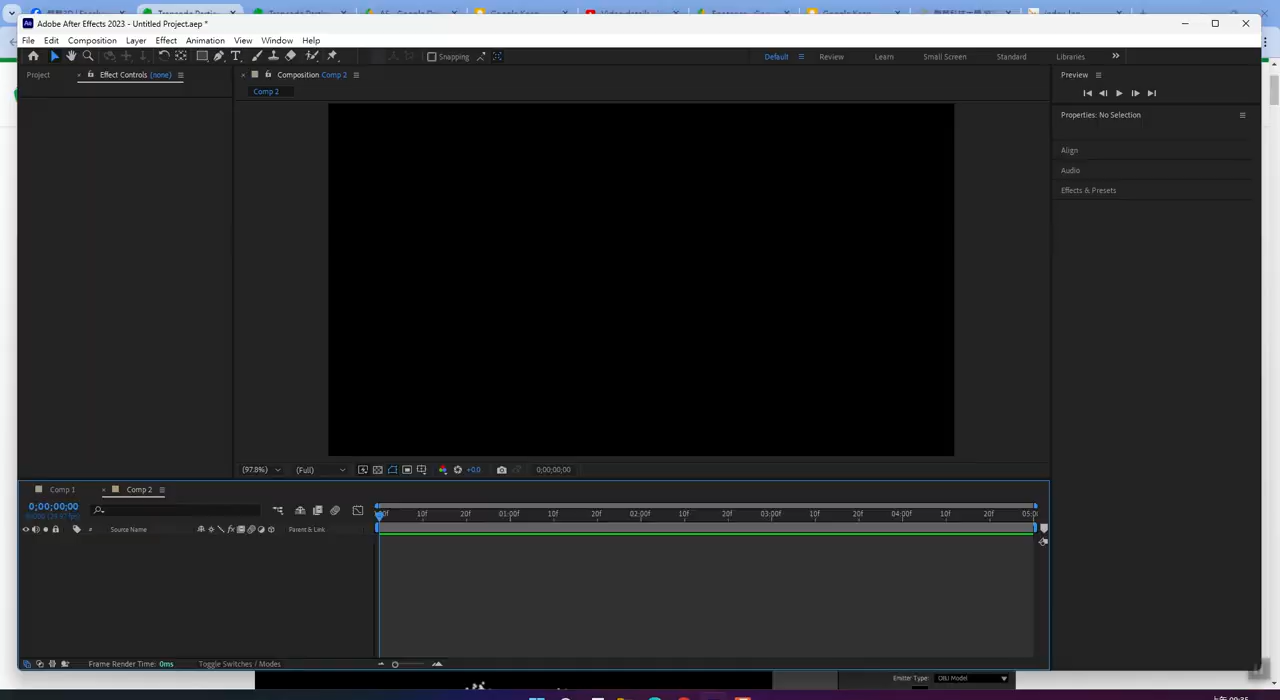 Adobe After Effects 2023 - Untitled Project.aep *
File Edit Composition Layer Effect Animation View Window Help
Snapping
Default Review Learn Small Screen Standard Libraries
Project Effect Controls (none)
Composition Comp 2
Preview
Comp 2
Properties: No Selection
Align
Audio
Effects & Presets
(97.8%) (Full) +0.0 0;00;00;00
Comp 1 Comp 2
0;00;00;00
10f 20f 01:00f 10f 20f 02:00f 10f 20f 03:00f 10f 20f 04:00f 10f 20f 05:0
# Source Name Parent & Link
Frame Render Time: 0ms Toggle Switches / Modes
Emitter Type: OBJ Model